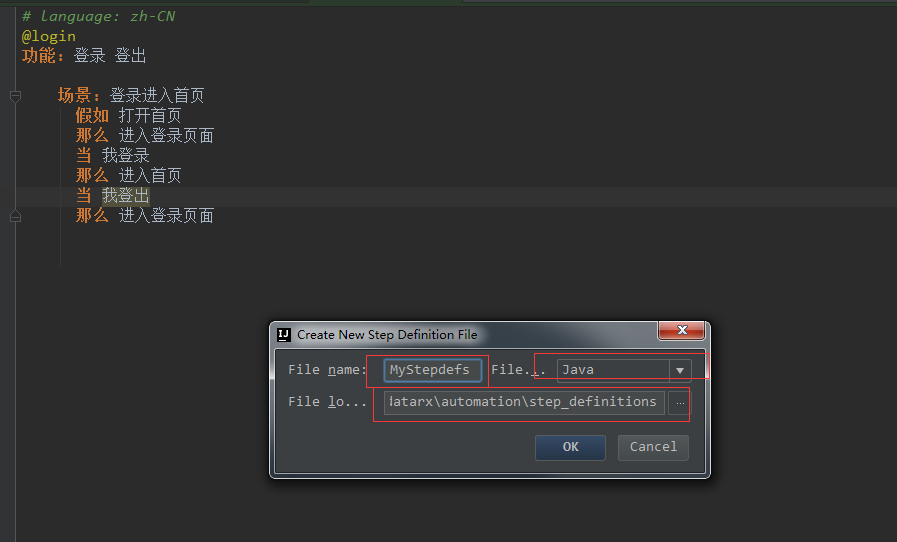 # language: zh-CN
@login
功能：登录 登出
场景：登录进入首页
假如 打开首页
那么 进入登录页面
当 我登录
那么 进入首页
当 我登出
那么 进入登录页面
Create New Step Definition File
File name: MyStepdefs File... Java
File lo... latarx\automation\step_definitions ...
OK Cancel